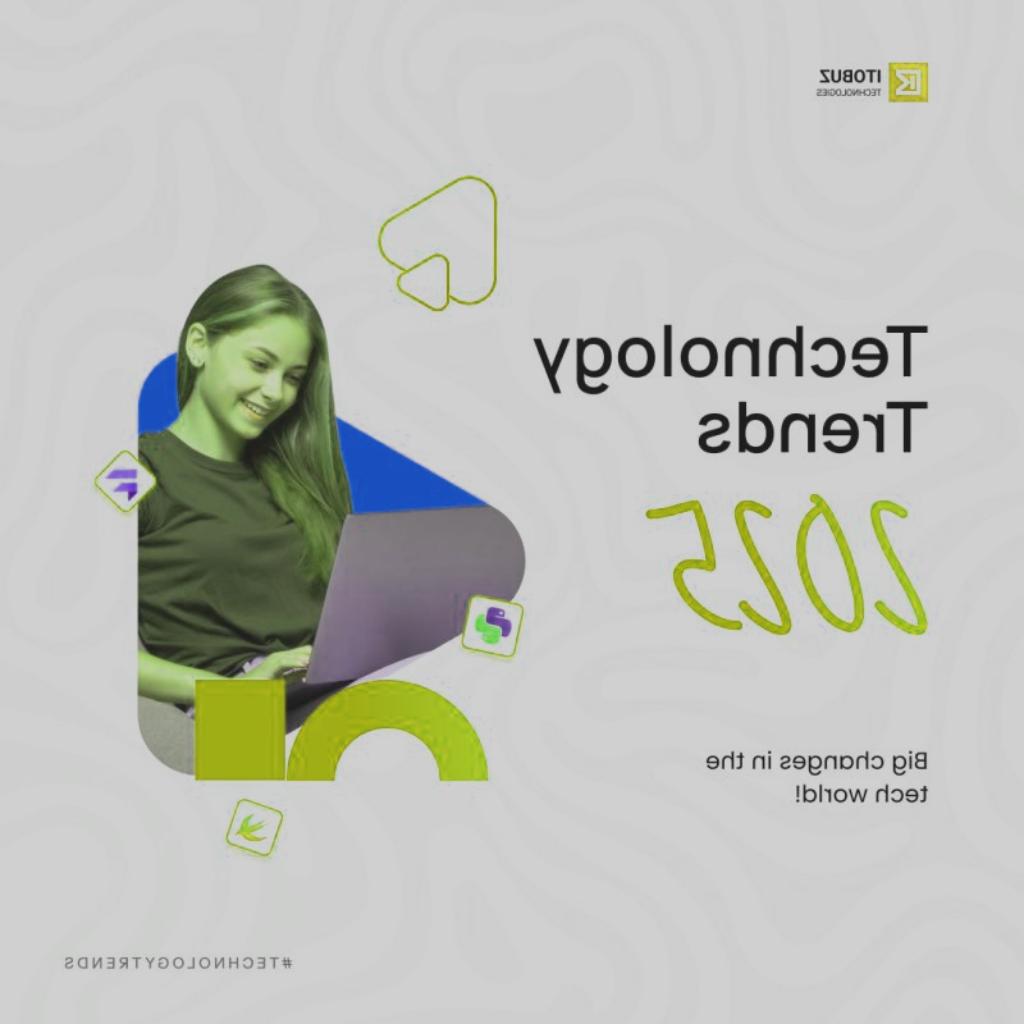 ITOBUZ
TECHNOLOGIES
Technology
Trends
2025
Big changes in the
tech world!
#TECHNOLOGYTRENDS